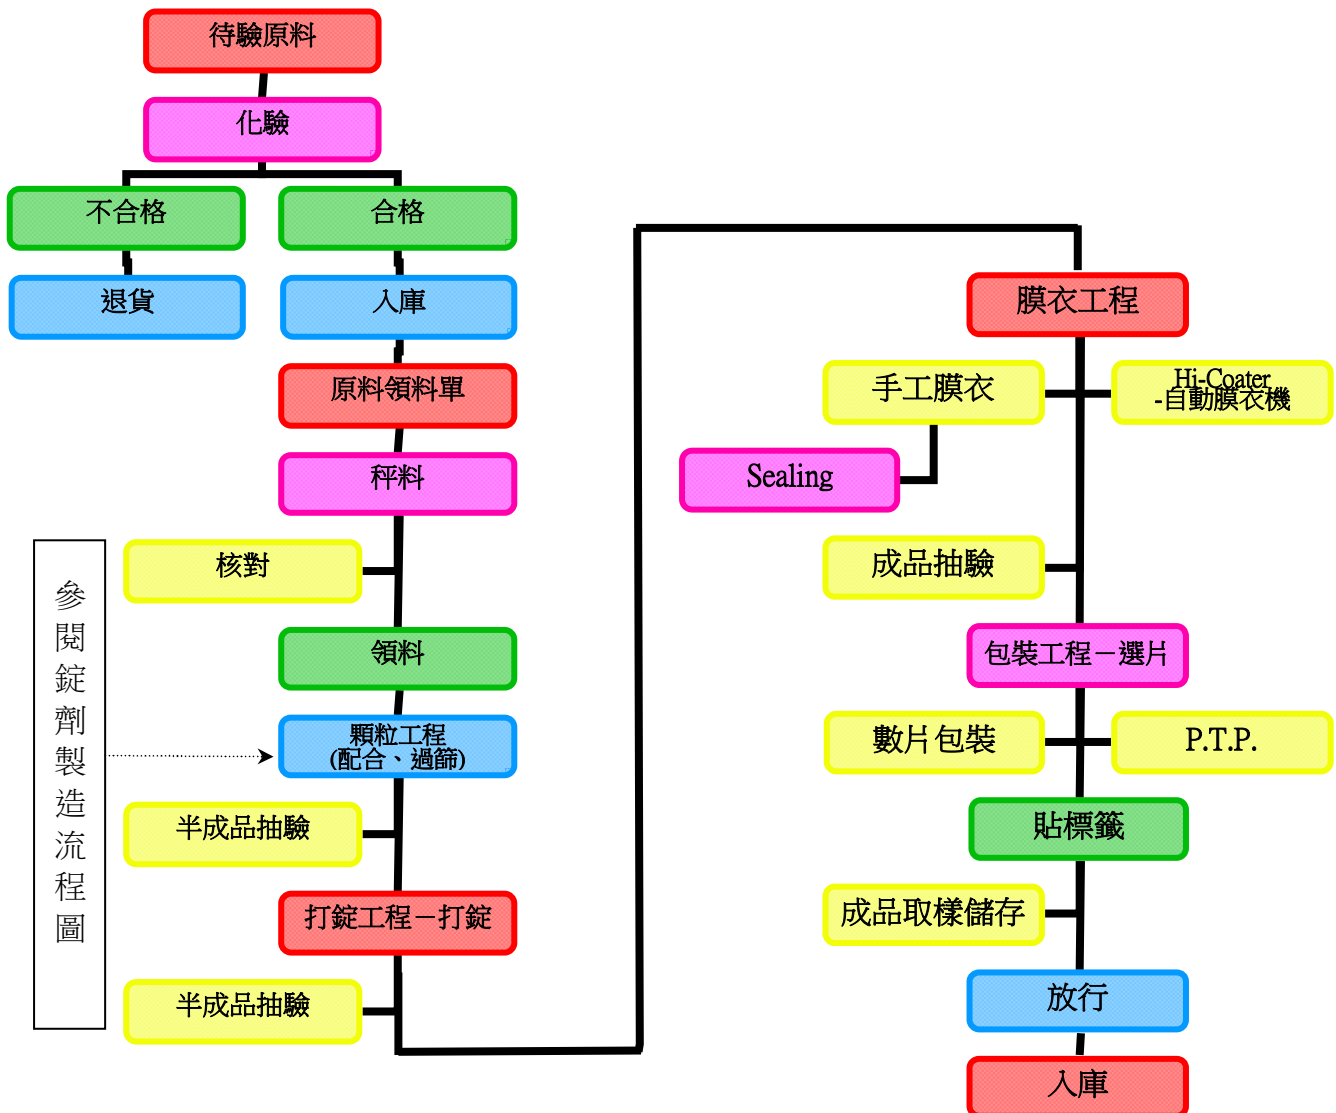 待驗原料
化驗
不合格
合格
退貨
入庫
原料領料單
秤料
核對
領料
顆粒工程
(配合、過篩)
參閱錠劑製造流程圖
半成品抽驗
打錠工程－打錠
半成品抽驗
膜衣工程
手工膜衣
Hi-Coater
-自動膜衣機
Sealing
成品抽驗
包裝工程－選片
數片包裝
P.T.P.
貼標籤
成品取樣儲存
放行
入庫